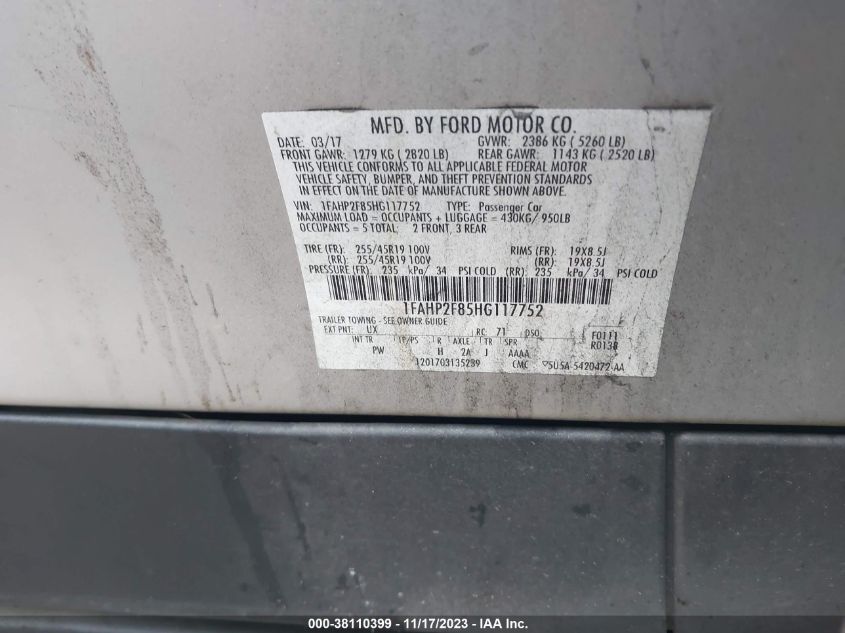 MFD. BY FORD MOTOR CO.
DATE: 03/17 GVWR: 2386 KG ( 5260 LB)
FRONT GAWR: 1279 KG ( 2820 LB) REAR GAWR: 1143 KG ( 2520 LB)
THIS VEHICLE CONFORMS TO ALL APPLICABLE FEDERAL MOTOR
VEHICLE SAFETY, BUMPER, AND THEFT PREVENTION STANDARDS
IN EFFECT ON THE DATE OF MANUFACTURE SHOWN ABOVE.
VIN: 1FAHP2F85HG117752 TYPE: Passenger Car
MAXIMUM LOAD = OCCUPANTS + LUGGAGE = 430KG/ 950LB
OCCUPANTS = 5 TOTAL 2 FRONT, 3 REAR
TIRE (FR): 255/45R19 100V RIMS (FR): 19X8.5J
(RR): 255/45R19 100V (RR): 19X8.5J
PRESSURE (FR): 235 kPa/ 34 PSI COLD (RR): 235 kPa/ 34 PSI COLD
1FAHP2F85HG117752
TRAILER TOWING - SEE OWNER GUIDE
EXT PNT: UX RC: 71 DSO: F0111
INT TR TP/PS R AXLE TR SPR R0138
PW H 2A J AAAA
1201703135239 CMC 5U5A-5420472-AA
000-38110399 - 11/17/2023 - IAA Inc.